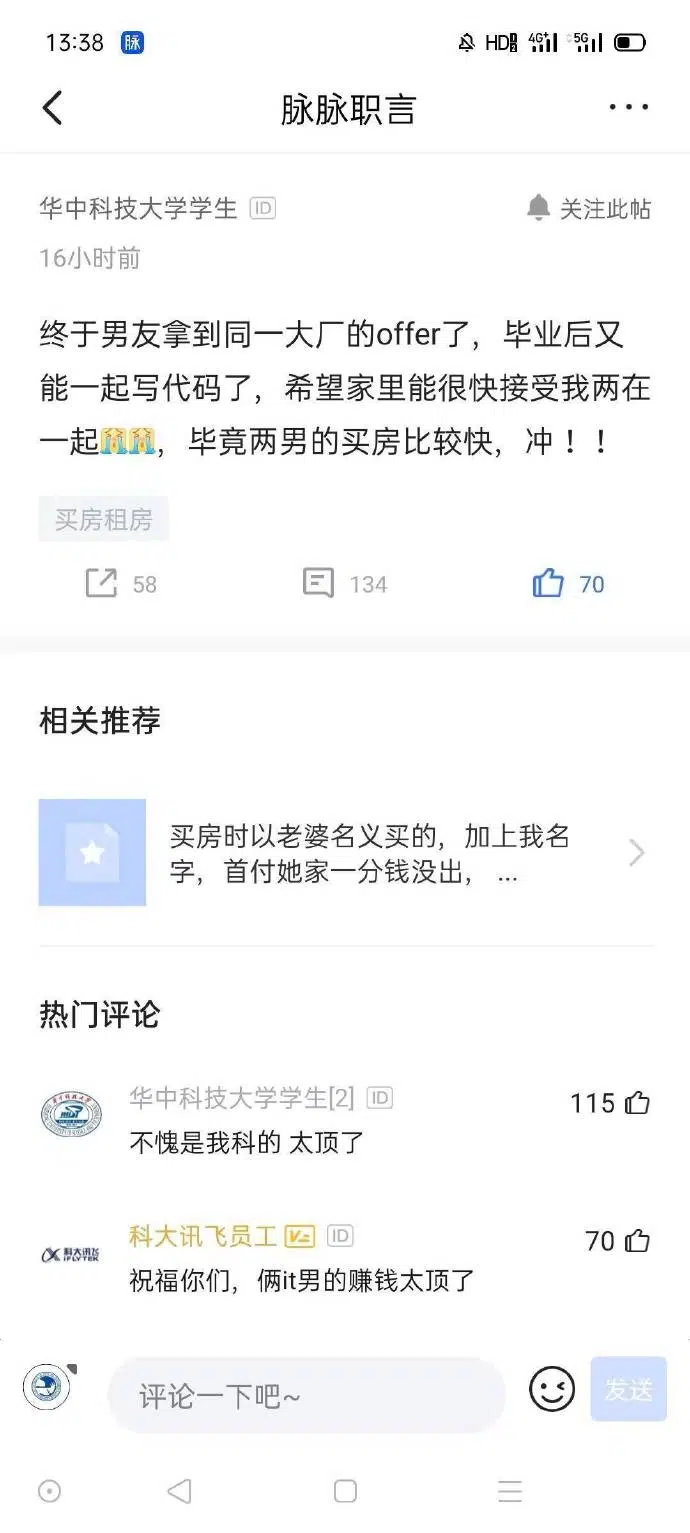 13:38 脉 HD 4G+ 5G
脉脉职言
华中科技大学学生 ID 关注此帖
16小时前
终于男友拿到同一大厂的offer了，毕业后又
能一起写代码了，希望家里能很快接受我两在
一起😭😭，毕竟两男的买房比较快，冲！！
买房租房
58 134 70
相关推荐
买房时以老婆名义买的，加上我名
字，首付她家一分钱没出，...
热门评论
华中科技大学学生[2] ID 115
不愧是我科的 太顶了
科大讯飞员工 V ID 70
科大讯飞
iFLYTEK
祝福你们，俩it男的赚钱太顶了
评论一下吧~ 发送